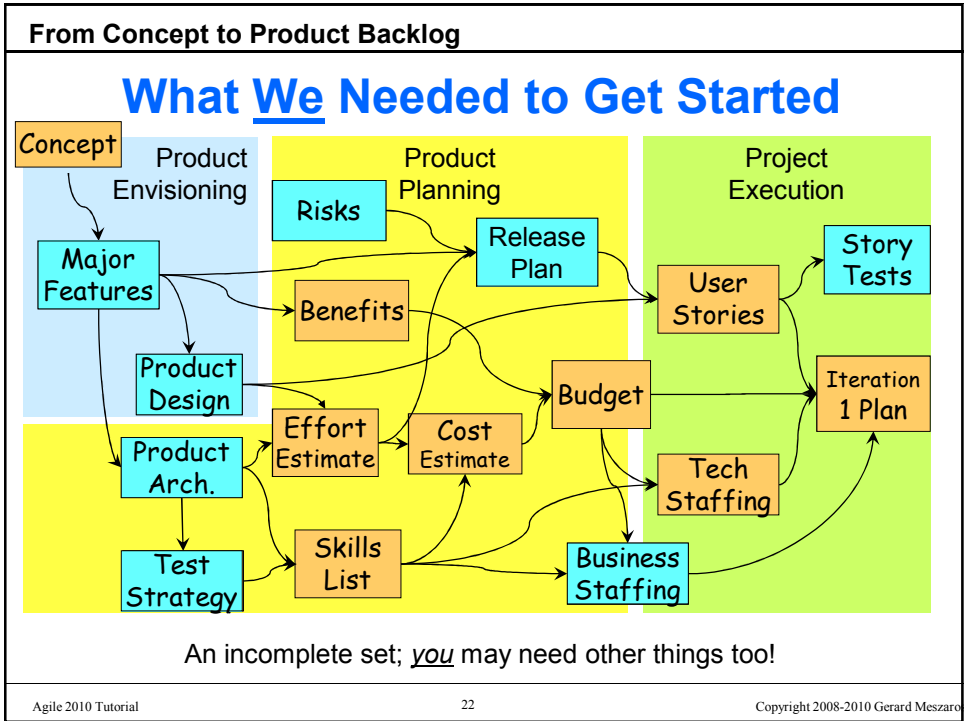 From Concept to Product Backlog
What We Needed to Get Started
Concept
Product
Envisioning
Product
Planning
Project
Execution
Risks
Release
Plan
Story
Tests
Major
Features
User
Stories
Benefits
Product
Design
Budget
Iteration
1 Plan
Effort
Estimate
Cost
Estimate
Product
Arch.
Tech
Staffing
Skills
List
Test
Strategy
Business
Staffing
An incomplete set; you may need other things too!
Agile 2010 Tutorial
22
Copyright 2008-2010 Gerard Meszaro